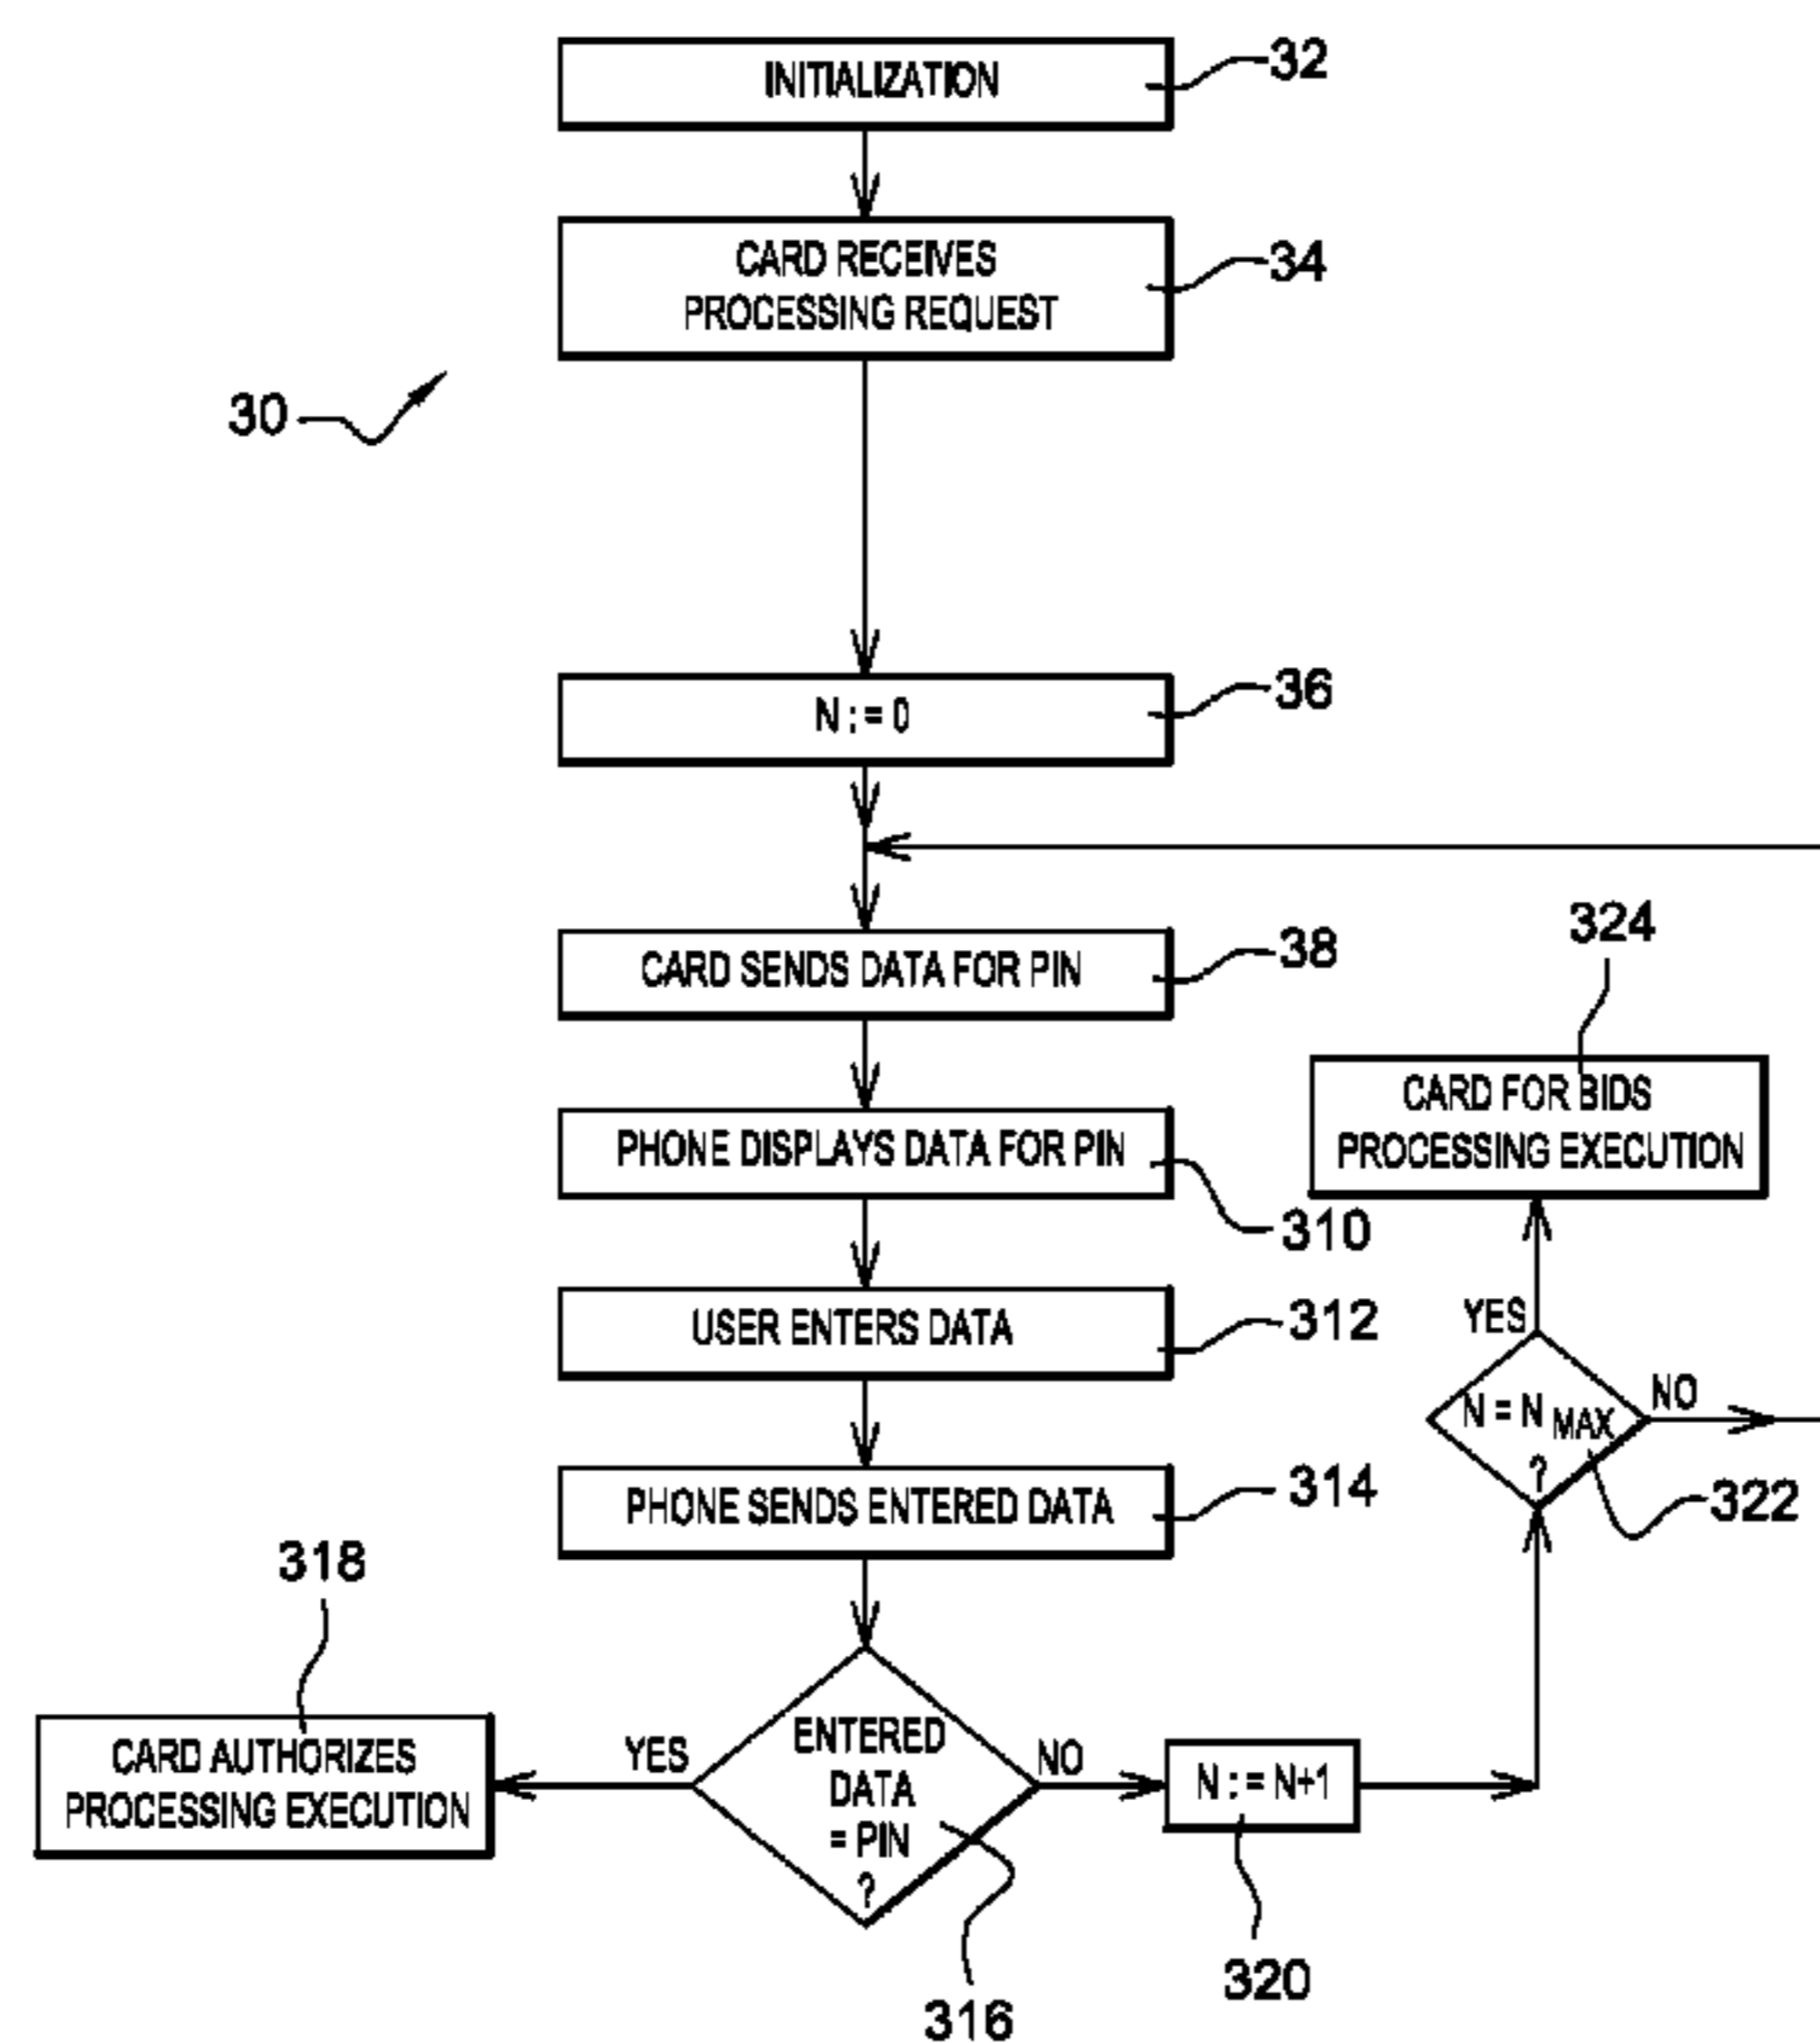 INITIALIZATION
32
CARD RECEIVES
PROCESSING REQUEST
34
30
N : = 0
36
CARD SENDS DATA FOR PIN
38
324
CARD FOR BIDS
PROCESSING EXECUTION
PHONE DISPLAYS DATA FOR PIN
310
USER ENTERS DATA
312
YES
N = N MAX
?
NO
322
PHONE SENDS ENTERED DATA
314
318
CARD AUTHORIZES
PROCESSING EXECUTION
YES
ENTERED
DATA
= PIN
?
NO
N : = N+1
320
316